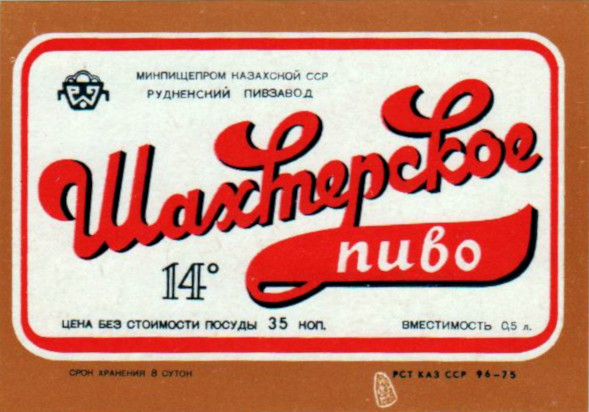 МИНПИЩЕПРОМ КАЗАХСКОЙ ССР
РУДНЕНСКИЙ ПИВЗАВОД
Шахтерское
пиво
14°
ЦЕНА БЕЗ СТОИМОСТИ ПОСУДЫ 35 КОП.
ВМЕСТИМОСТЬ 0,5 л.
СРОК ХРАНЕНИЯ 8 СУТОК
РСТ КАЗ ССР 96-75